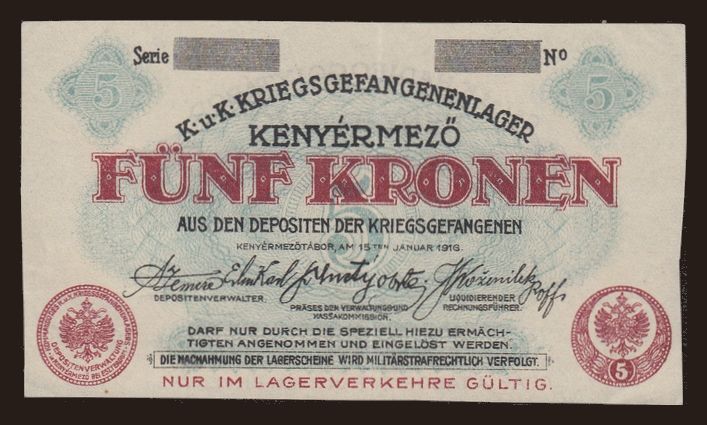 Serie
No
5
5
K.u.K. KRIEGSGEFANGENENLAGER
KENYÉRMEZŐ
FÜNF KRONEN
5
AUS DEN DEPOSITEN DER KRIEGSGEFANGENEN
KENYÉRMEZŐTÁBOR, AM 15TEN JANUAR 1916.
DEPOSITENVERWALTER.
PRÄSES DER VERWALTUNGS UND
KASSAKOMMISSION.
LIQUIDIERENDER
RECHNUNGSFÜHRER.
DARF NUR DURCH DIE SPEZIELL HIEZU ERMÄCH-
TIGTEN ANGENOMMEN UND EINGELÖST WERDEN.
DIE NACHAHMUNG DER LAGERSCHEINE WIRD MILITÄRSTRAFRECHTLICH VERFOLGT.
NUR IM LAGERVERKEHRE GÜLTIG.
DEPOSITENVERWALTUNG
5